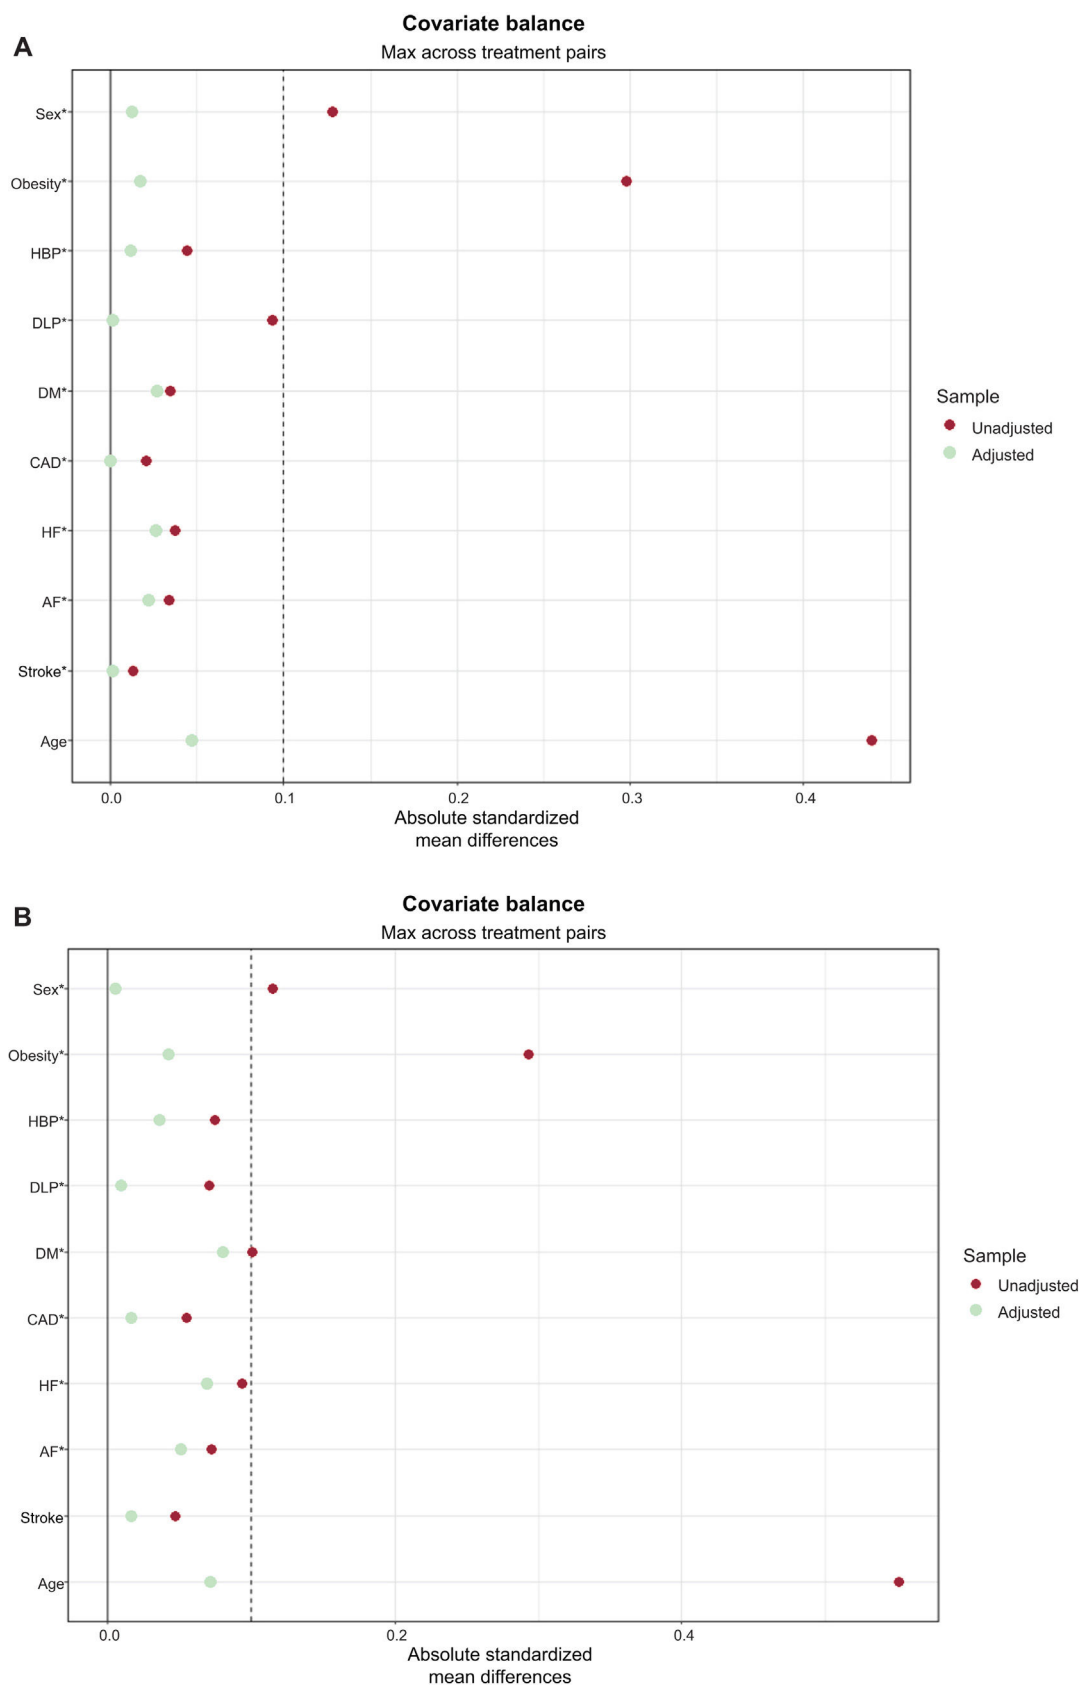 A
Covariate balance
Max across treatment pairs
Sex*
Obesity*
HBP*
DLP*
DM*
CAD*
HF*
AF*
Stroke*
Age
0.0 0.1 0.2 0.3 0.4
Absolute standardized
mean differences
Sample
Unadjusted
Adjusted
B
Covariate balance
Max across treatment pairs
Sex*
Obesity*
HBP*
DLP*
DM*
CAD*
HF*
AF*
Stroke
Age
0.0 0.2 0.4
Absolute standardized
mean differences
Sample
Unadjusted
Adjusted